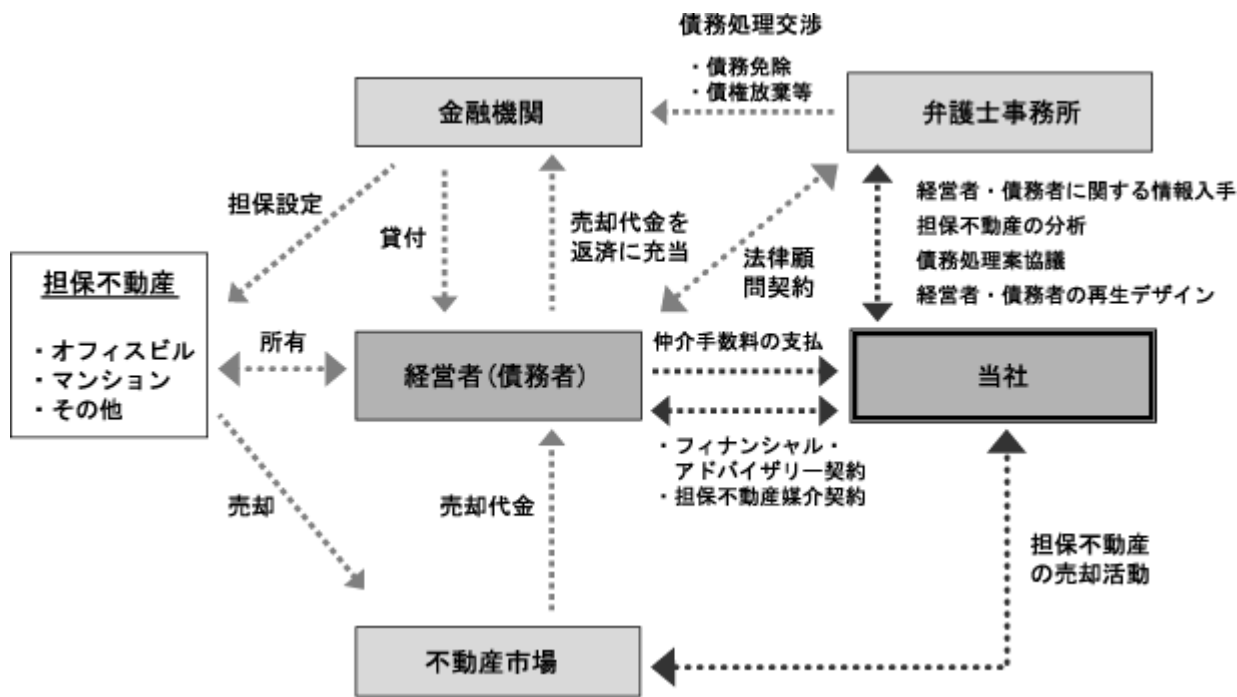 債務処理交渉
・債務免除
・債権放棄等
金融機関
弁護士事務所
担保設定
貸付
売却代金を
返済に充当
法律顧
問契約
経営者・債務者に関する情報入手
担保不動産の分析
債務処理案協議
経営者・債務者の再生デザイン
担保不動産
・オフィスビル
・マンション
・その他
所有
経営者(債務者)
仲介手数料の支払
当社
・フィナンシャル・
アドバイザリー契約
・担保不動産媒介契約
売却
売却代金
担保不動産
の売却活動
不動産市場